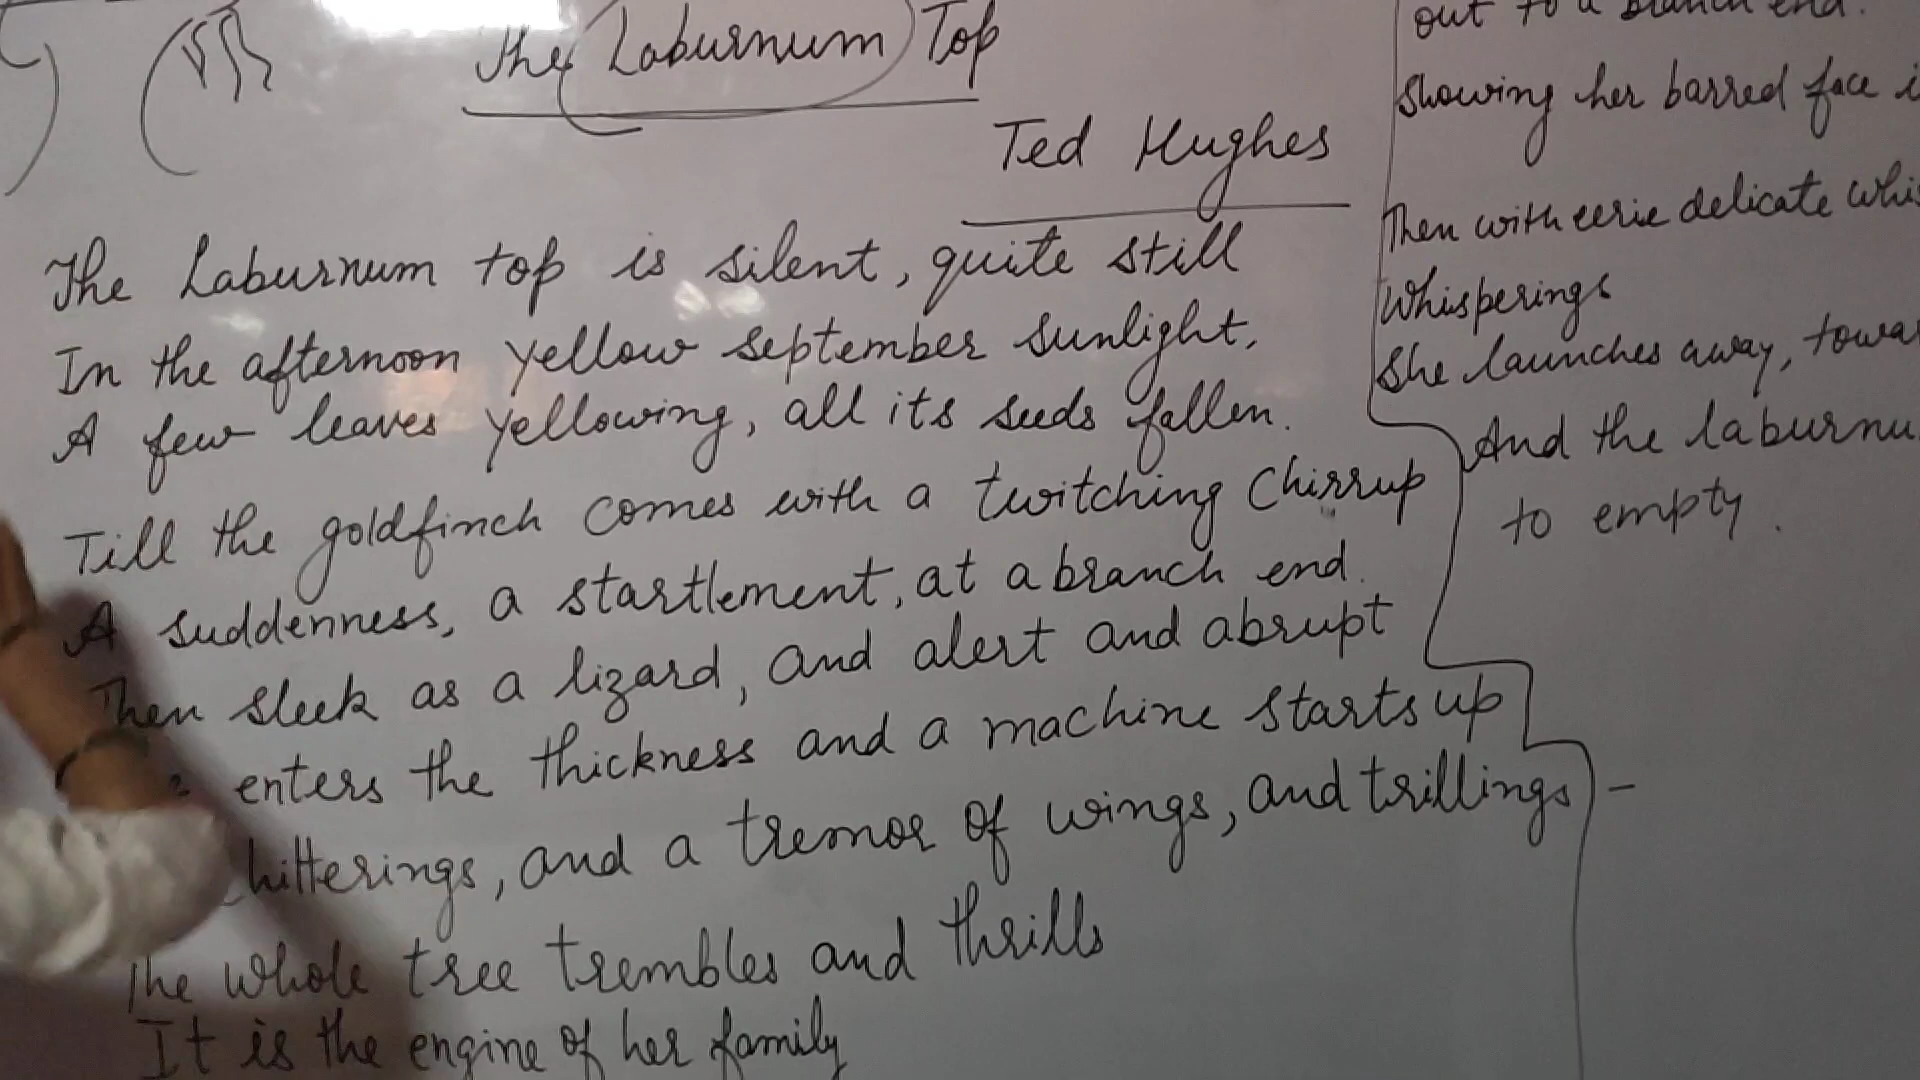 The Laburnum Top
Ted Hughes
The Laburnum top is silent, quite still
In the afternoon yellow september sunlight,
A few leaves yellowing, all its seeds fallen.
Till the goldfinch comes with a twitching chirrup
A suddenness, a startlement, at a branch end.
Then sleek as a lizard, and alert and abrupt
enters the thickness and a machine starts up
hitterings, and a tremor of wings, and trillings -
The whole tree trembles and thrills
It is the engine of her family
out to a branch end.
Showing her barred face
Then with eerie delicate
Whisperings
She launches away,
And the
to empty.